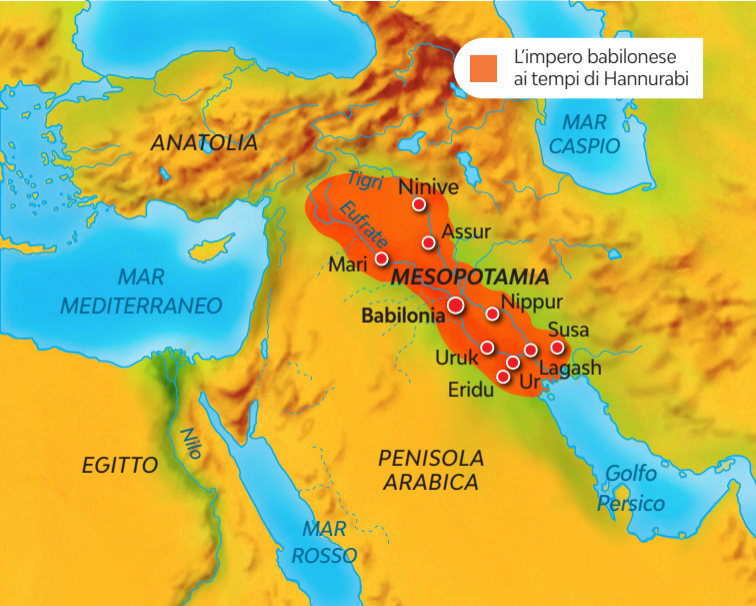 L'impero babilonese
ai tempi di Hannurabi
MAR
CASPIO
ANATOLIA
Tigri
Ninive
Eufrate
Assur
Mari
MESOPOTAMIA
MAR
MEDITERRANEO
Nippur
Babilonia
Susa
Uruk
Lagash
Ur
Eridu
Nilo
EGITTO
PENISOLA
ARABICA
Golfo
Persico
MAR
ROSSO